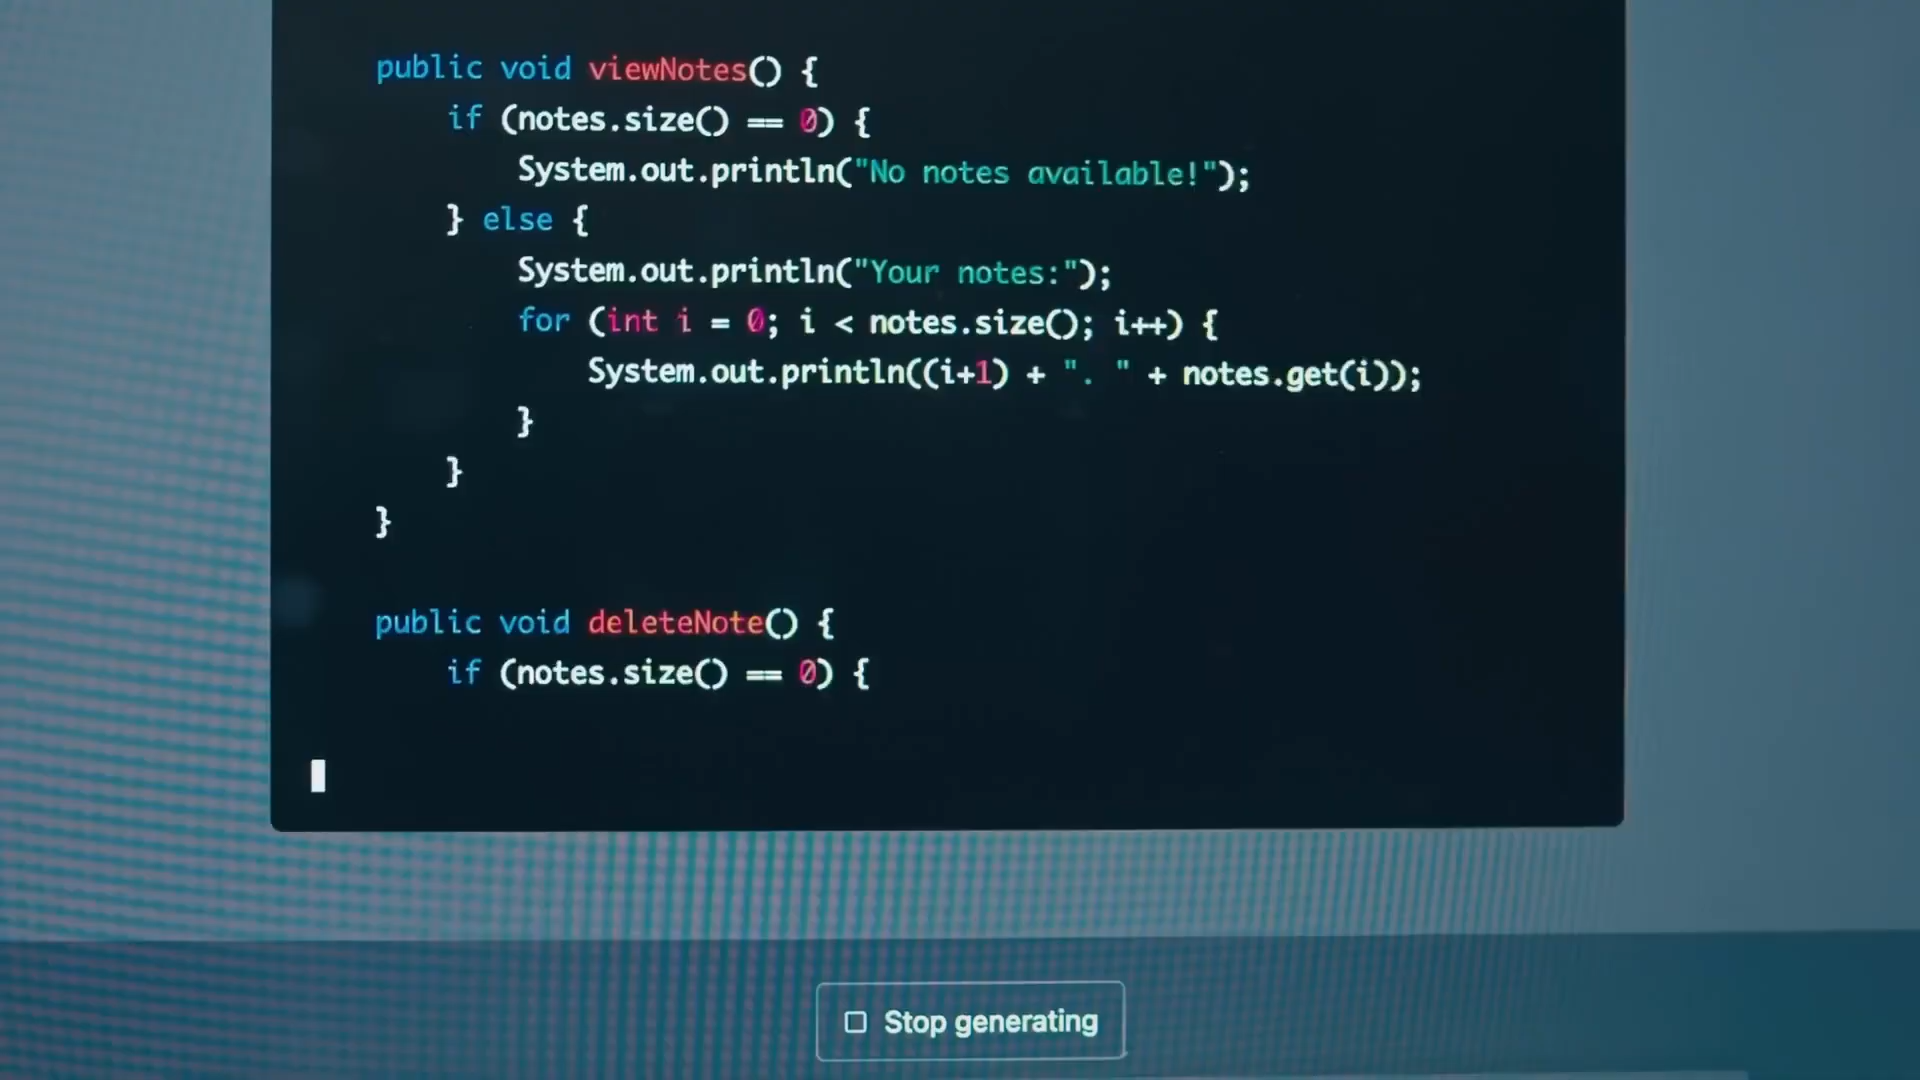 public void viewNotes() {
if (notes.size() == 0) {
System.out.println("No notes available!");
} else {
System.out.println("Your notes:");
for (int i = 0; i < notes.size(); i++) {
System.out.println((i+1) + ". " + notes.get(i));
}
}
}
public void deleteNote() {
if (notes.size() == 0) {
Stop generating